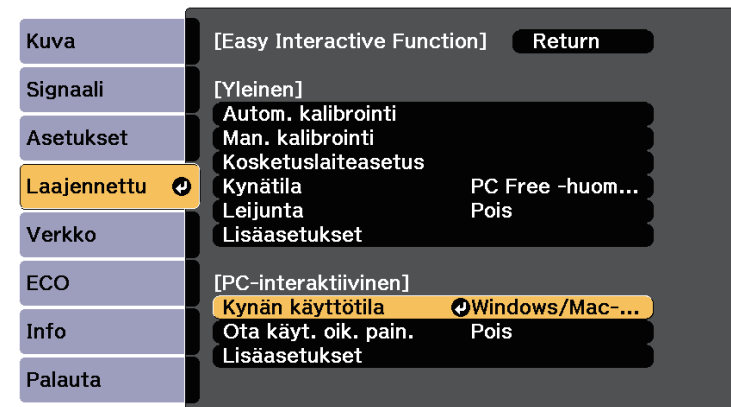 Kuva
Signaali
Asetukset
Laajennettu
Verkko
ECO
Info
Palauta
[Easy Interactive Function] Return
[Yleinen]
Autom. kalibrointi
Man. kalibrointi
Kosketuslaiteasetus
Kynätila PC Free -huom...
Leijunta Pois
Lisäasetukset
[PC-interaktiivinen]
Kynän käyttötila Windows/Mac-...
Ota käyt. oik. pain. Pois
Lisäasetukset